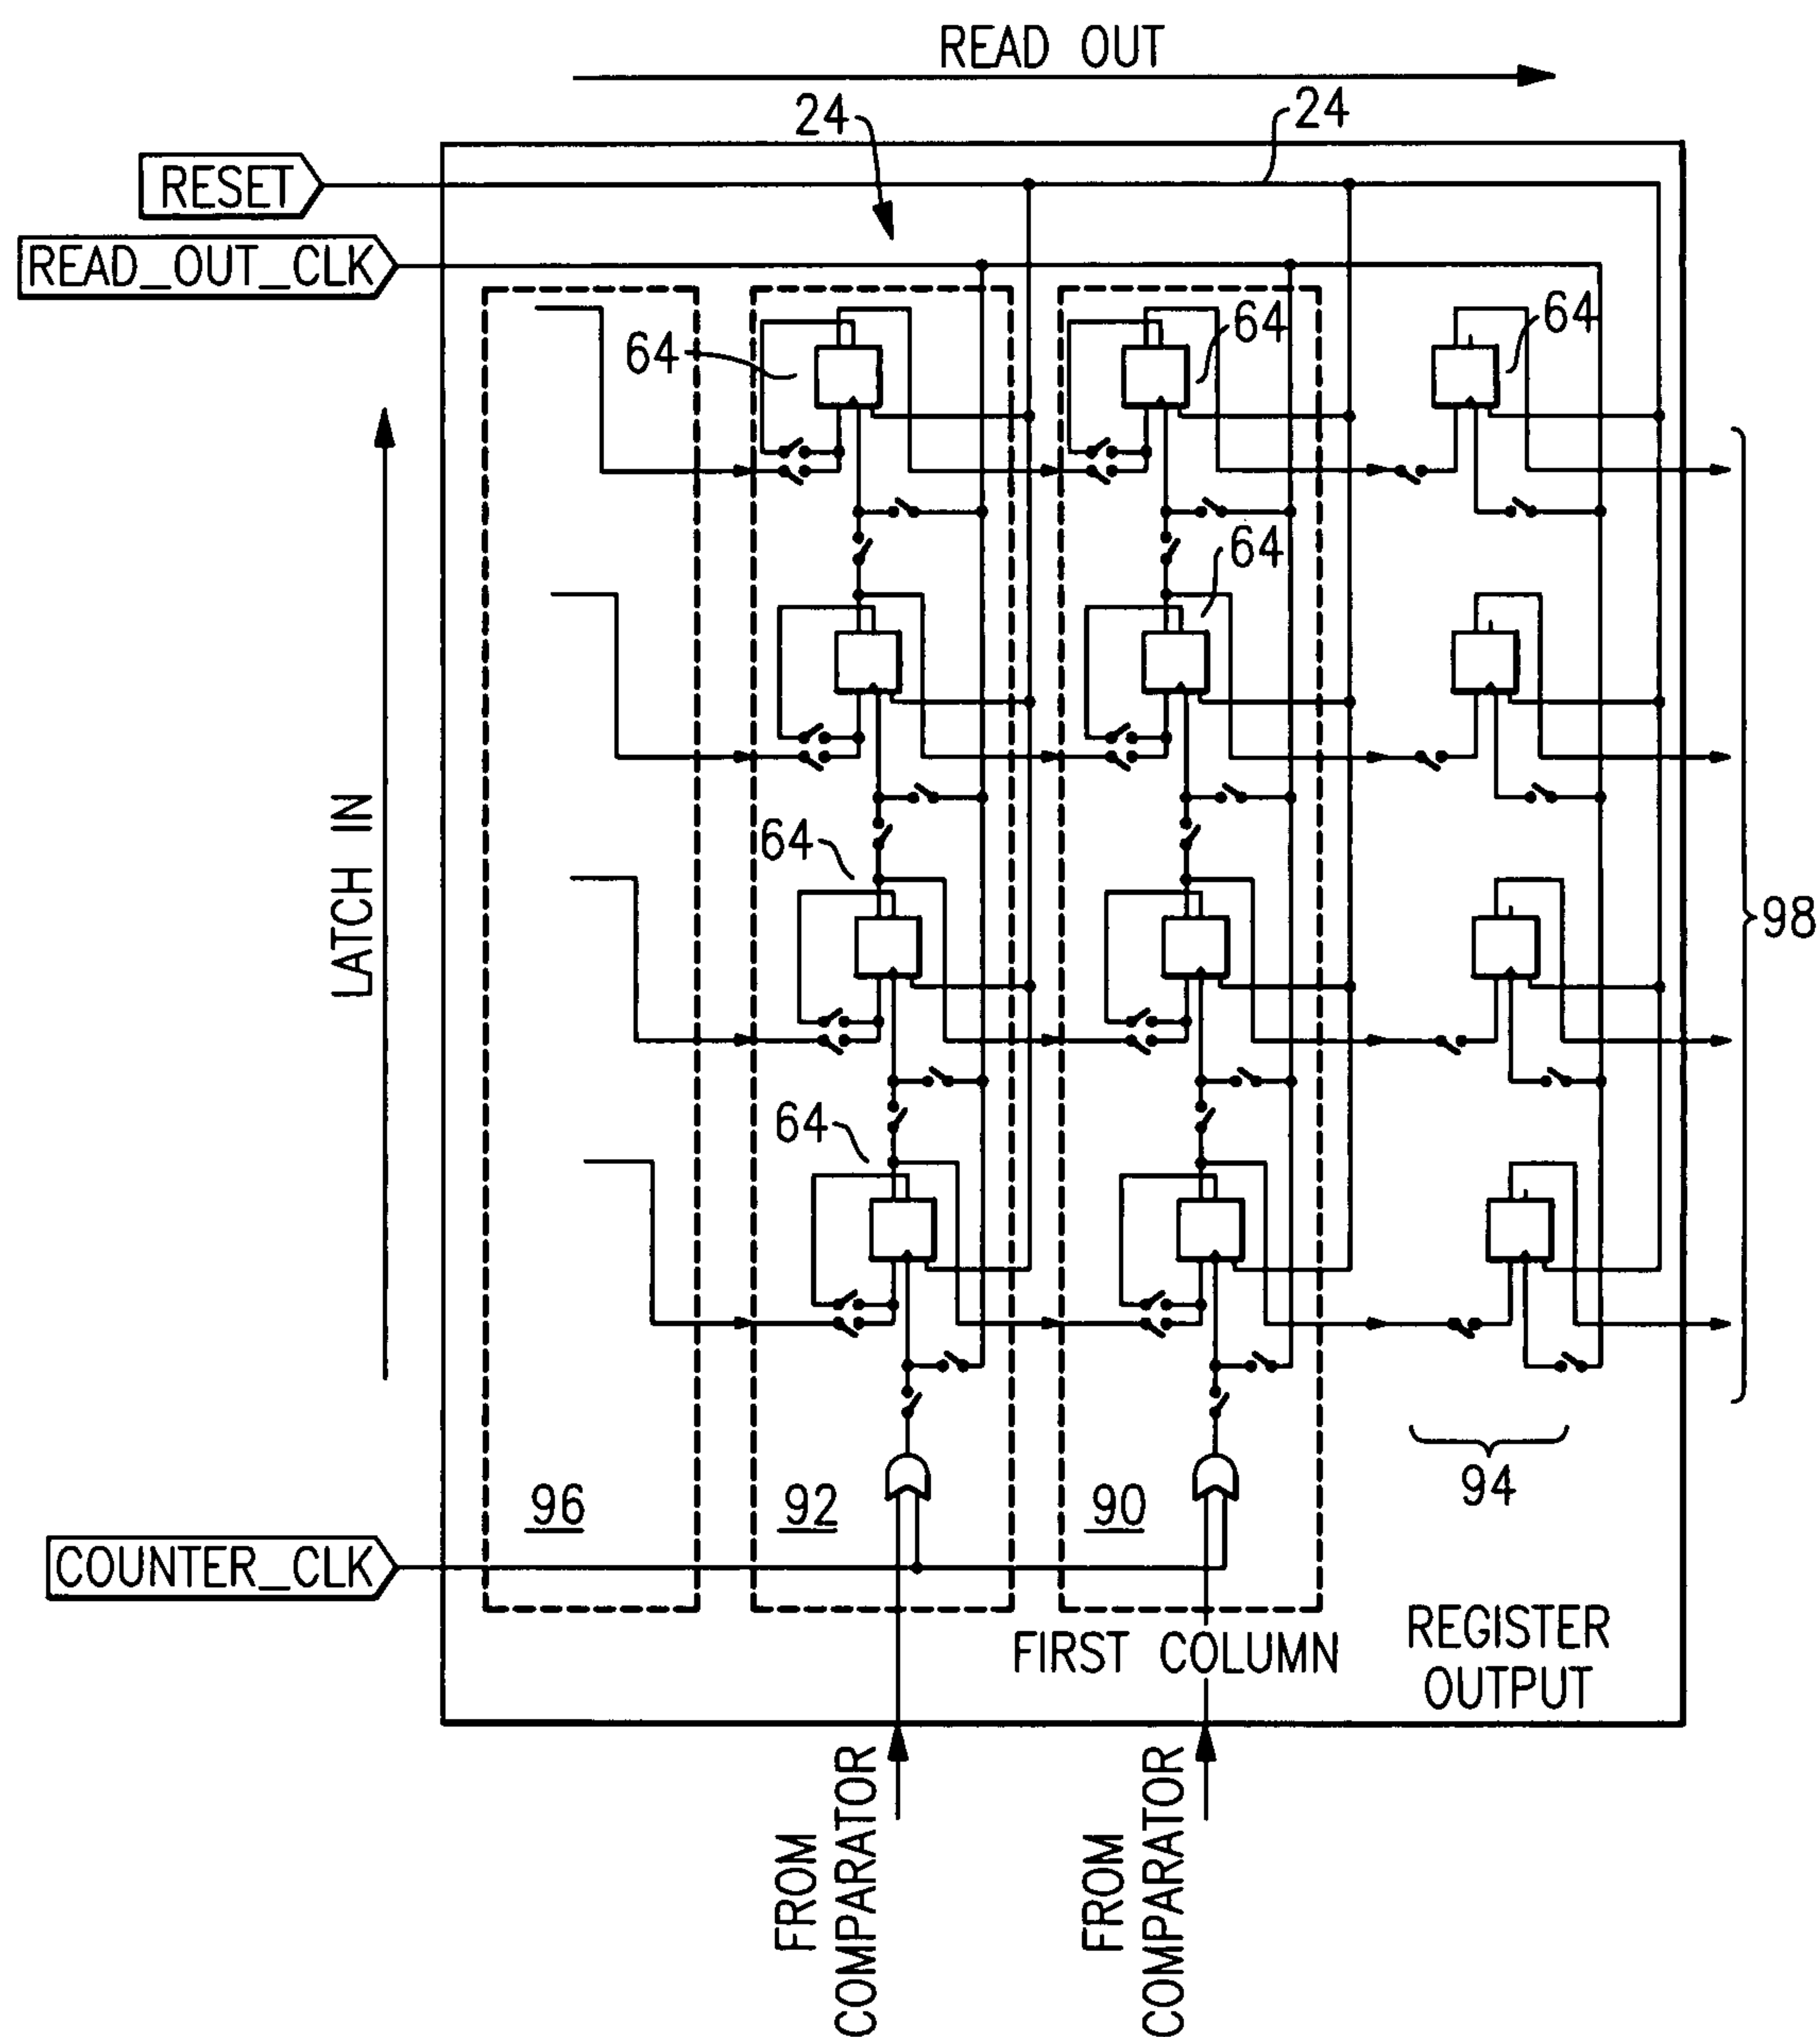 READ OUT
24
24
RESET
READ_OUT_CLK
64
64
64
64
LATCH IN
64
98
64
94
96
92
90
COUNTER_CLK
FIRST COLUMN
REGISTER
OUTPUT
FROM
COMPARATOR
FROM
COMPARATOR